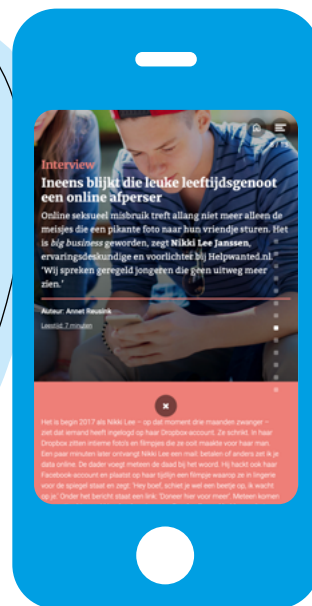 Interview
Ineens blijkt die leuke leeftijdsgenoot
een online afperser
Online seksueel misbruik treft allang niet meer alleen de
meisjes die een pikante foto naar hun vriendje sturen. Het
is big business geworden, zegt Nikki Lee Janssen,
ervaringsdeskundige en voorlichter bij Helpwanted.nl.
'Wij spreken geregeld jongeren die geen uitweg meer
zien.'
Auteur: Annet Reusink
Leestijd: 7 minuten
Het is begin 2017 als Nikki Lee – op dat moment drie maanden zwanger –
ziet dat iemand heeft ingelogd op haar Dropbox-account. Ze schrikt. In haar
Dropbox zitten intieme foto's en filmpjes die ze ooit maakte voor haar man.
Een paar minuten later ontvangt Nikki Lee een mail: betalen of anders zet ik je
data online. De dader voegt meteen de daad bij het woord. Hij hackt ook haar
Facebook-account en plaatst op haar tijdlijn een filmpje waarop ze in lingerie
voor de spiegel staat en zegt: 'Hey boef, schiet je wel een beetje op, ik wacht
op je.' Onder het bericht staat een link: 'Doneer hier voor meer'. Meteen komen